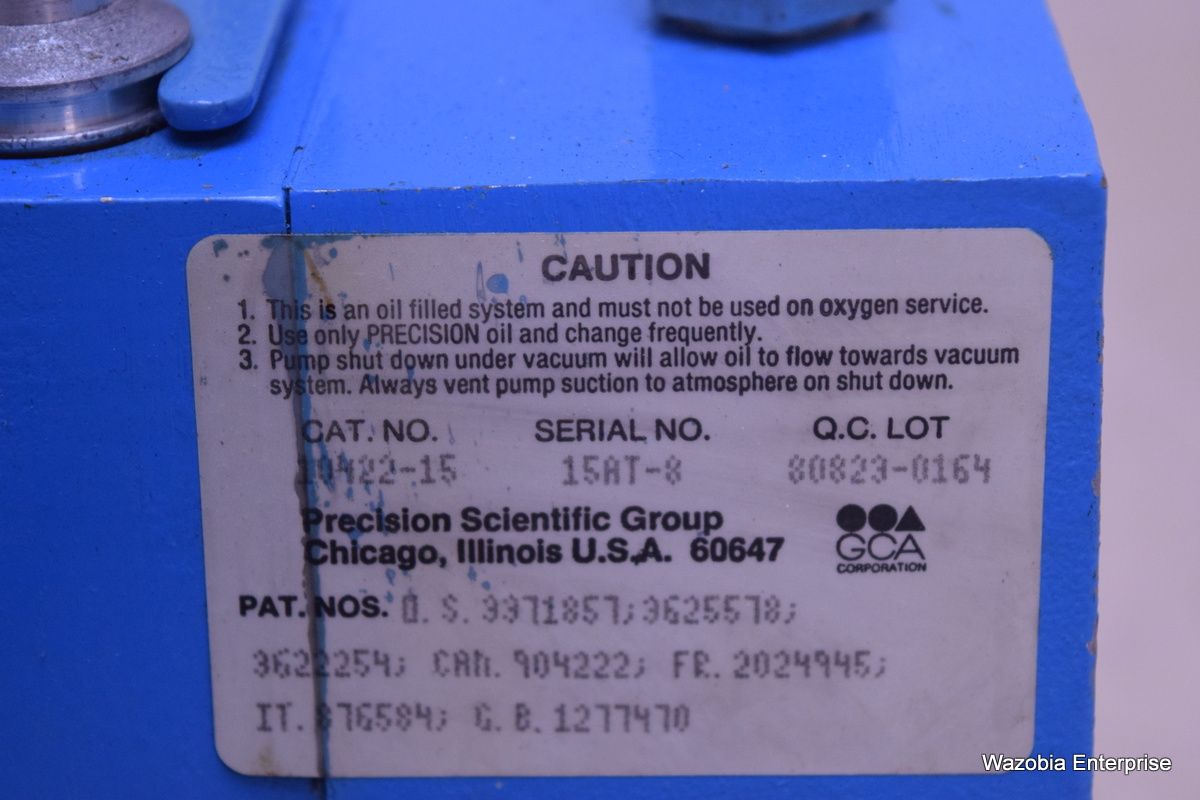 CAUTION
1. This is an oil filled system and must not be used on oxygen service.
2. Use only PRECISION oil and change frequently.
3. Pump shut down under vacuum will allow oil to flow towards vacuum
system. Always vent pump suction to atmosphere on shut down.
CAT. NO. SERIAL NO. Q.C. LOT
15AT-8 80823-0164
Precision Scientific Group
Chicago, Illinois U.S.A. 60647
GCA
CORPORATION
PAT. NOS. U. S. 3371857; 3625578;
3622254; CAN. 904222; FR. 2024945;
IT. 876584; G. B. 1277470
Wazobia Enterprise